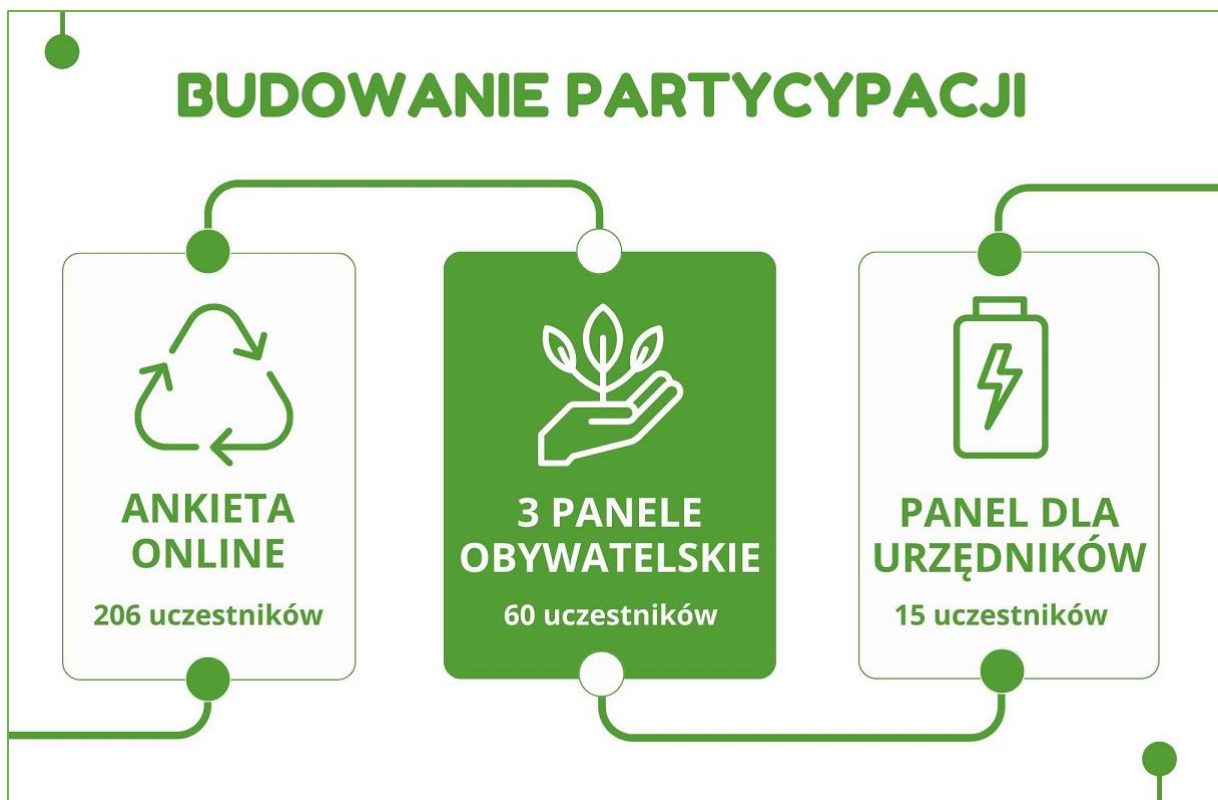 BUDOWANIE PARTYCYPACJI
ANKIETA
ONLINE
206 uczestników
3 PANELE
OBYWATELSKIE
60 uczestników
PANEL DLA
URZĘDNIKÓW
15 uczestników